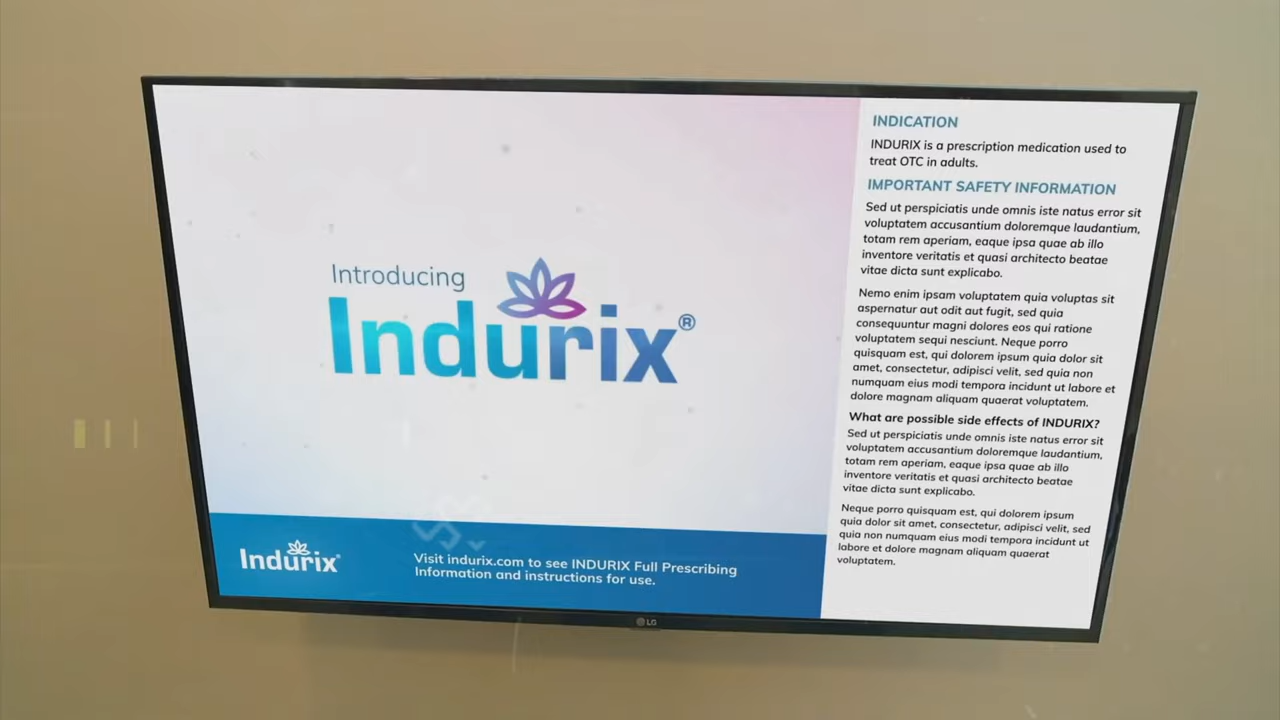 Introducing
Indurix®
Indurix®
Visit indurix.com to see INDURIX Full Prescribing
Information and instructions for use.
INDICATION
INDURIX is a prescription medication used to
treat OTC in adults.
IMPORTANT SAFETY INFORMATION
Sed ut perspiciatis unde omnis iste natus error sit
voluptatem accusantium doloremque laudantium,
totam rem aperiam, eaque ipsa quae ab illo
inventore veritatis et quasi architecto beatae
vitae dicta sunt explicabo.
Nemo enim ipsam voluptatem quia voluptas sit
aspernatur aut odit aut fugit, sed quia
consequuntur magni dolores eos qui ratione
voluptatem sequi nesciunt. Neque porro
quisquam est, qui dolorem ipsum quia dolor sit
amet, consectetur, adipisci velit, sed quia non
numquam eius modi tempora incidunt ut labore et
dolore magnam aliquam quaerat voluptatem.
What are possible side effects of INDURIX?
Sed ut perspiciatis unde omnis iste natus error sit
voluptatem accusantium doloremque laudantium,
totam rem aperiam, eaque ipsa quae ab illo
inventore veritatis et quasi architecto beatae
vitae dicta sunt explicabo.
Neque porro quisquam est, qui dolorem ipsum
quia dolor sit amet, consectetur, adipisci velit, sed
quia non numquam eius modi tempora incidunt ut
labore et dolore magnam aliquam quaerat
voluptatem.
LG